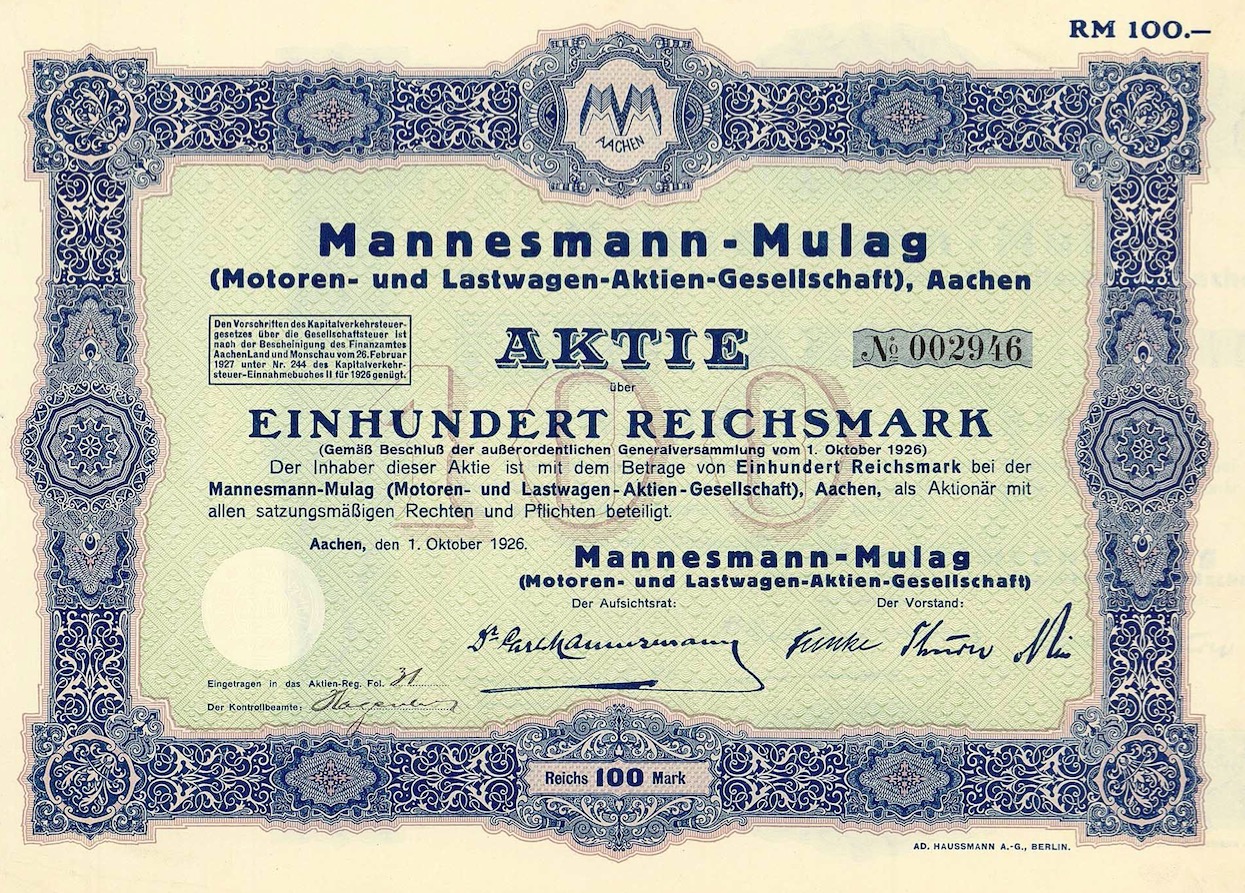 RM 100.—
MM
AACHEN
Mannesmann-Mulag
(Motoren- und Lastwagen-Aktien-Gesellschaft), Aachen
Den Vorschriften des Kapitalverkehrsteuer-
gesetzes über die Gesellschaftsteuer ist
nach der Bescheinigung des Finanzamtes
Aachen Land und Monschau vom 26. Februar
1927 unter Nr. 244 des Kapitalverkehr-
steuer-Einnahmebuches II für 1926 genügt.
AKTIE
№ 002946
über
100
EINHUNDERT REICHSMARK
(Gemäß Beschluß der außerordentlichen Generalversammlung vom 1. Oktober 1926)
Der Inhaber dieser Aktie ist mit dem Betrage von Einhundert Reichsmark bei der
Mannesmann-Mulag (Motoren- und Lastwagen-Aktien-Gesellschaft), Aachen, als Aktionär mit
allen satzungsmäßigen Rechten und Pflichten beteiligt.
Aachen, den 1. Oktober 1926.
Mannesmann-Mulag
(Motoren- und Lastwagen-Aktien-Gesellschaft)
Der Aufsichtsrat:
Der Vorstand:
Dr. Carl Mannesmann
Funke
Eingetragen in das Aktien-Reg. Fol. 31
Der Kontrollbeamte:
Reichs 100 Mark
AD. HAUSSMANN A.-G., BERLIN.